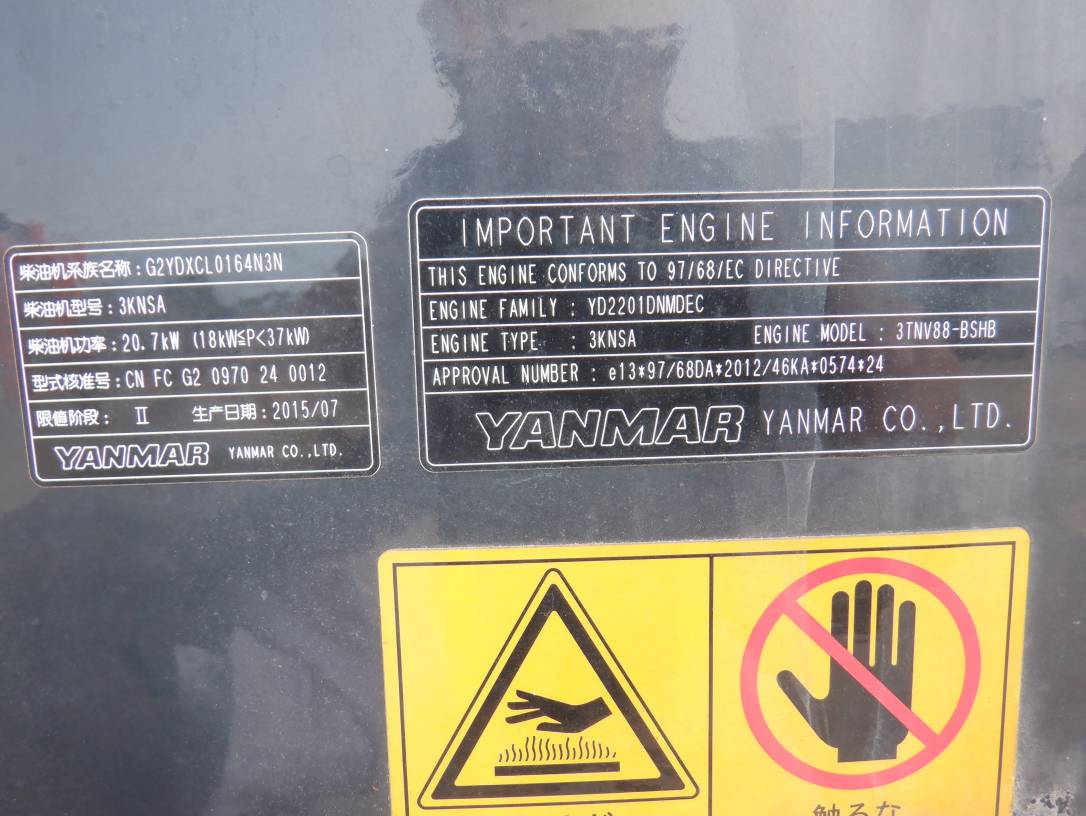 柴油机系族名称：G2YDXCL0164N3N
柴油机型号：3KNSA
柴油机功率：20.7kW (18kW≦P<37kW)
型式核准号：CN FC G2 0970 24 0012
限值阶段： Ⅱ 生产日期：2015/07
YANMAR YANMAR CO.,LTD.
IMPORTANT ENGINE INFORMATION
THIS ENGINE CONFORMS TO 97/68/EC DIRECTIVE
ENGINE FAMILY : YD2201DNMDEC
ENGINE TYPE : 3KNSA ENGINE MODEL : 3TNV88-BSHB
APPROVAL NUMBER : e13*97/68DA*2012/46KA*0574*24
YANMAR YANMAR CO.,LTD.
触るな